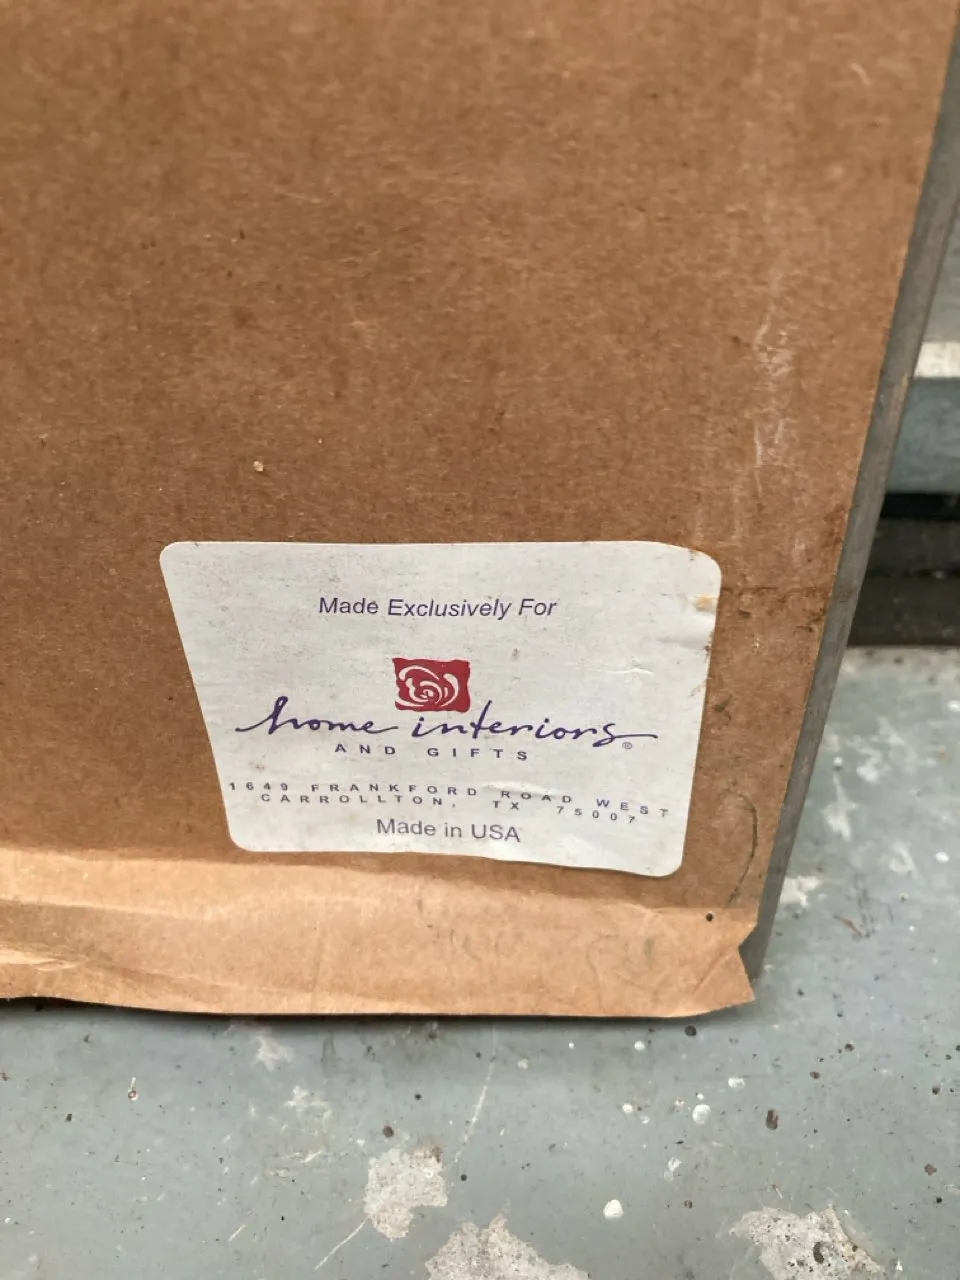 Made Exclusively For
home interiors®
AND GIFTS
1649 FRANKFORD ROAD WEST
CARROLLTON, TX 75007
Made in USA